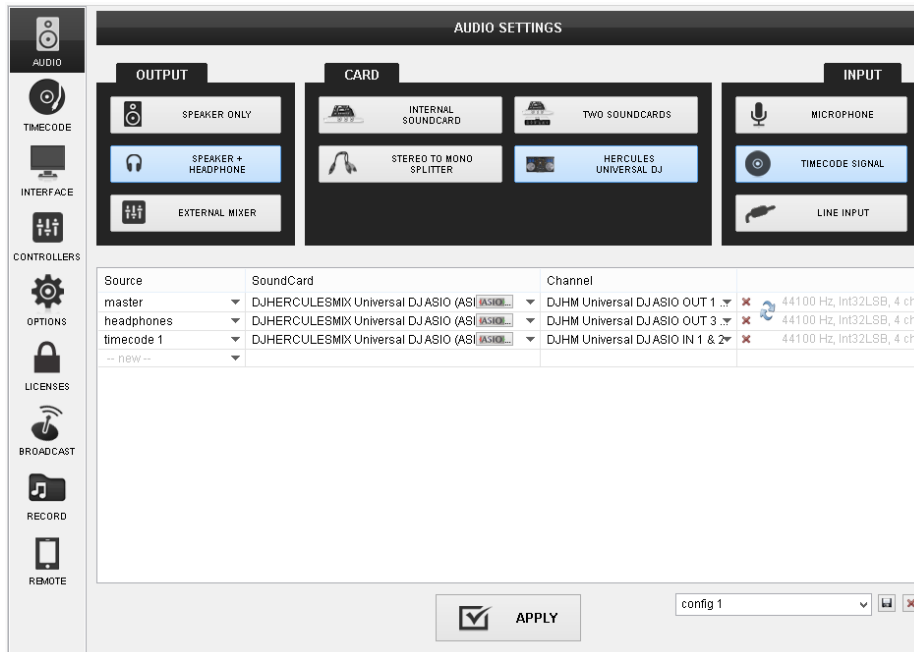 AUDIO SETTINGS
AUDIO
TIMECODE
INTERFACE
CONTROLLERS
OPTIONS
LICENSES
BROADCAST
RECORD
REMOTE
OUTPUT
SPEAKER ONLY
SPEAKER +
HEADPHONE
EXTERNAL MIXER
CARD
INTERNAL
SOUNDCARD
TWO SOUNDCARDS
STEREO TO MONO
SPLITTER
HERCULES
UNIVERSAL DJ
INPUT
MICROPHONE
TIMECODE SIGNAL
LINE INPUT
Source SoundCard Channel
master DJHERCULESMIX Universal DJ ASIO (ASI ASIO... DJHM Universal DJ ASIO OUT 1 .. 44100 Hz, Int32LSB, 4 ch
headphones DJHERCULESMIX Universal DJ ASIO (ASI ASIO... DJHM Universal DJ ASIO OUT 3 .. 44100 Hz, Int32LSB, 4 ch
timecode 1 DJHERCULESMIX Universal DJ ASIO (ASI ASIO... DJHM Universal DJ ASIO IN 1 & 2 44100 Hz, Int32LSB, 4 ch
-- new --
APPLY
config 1